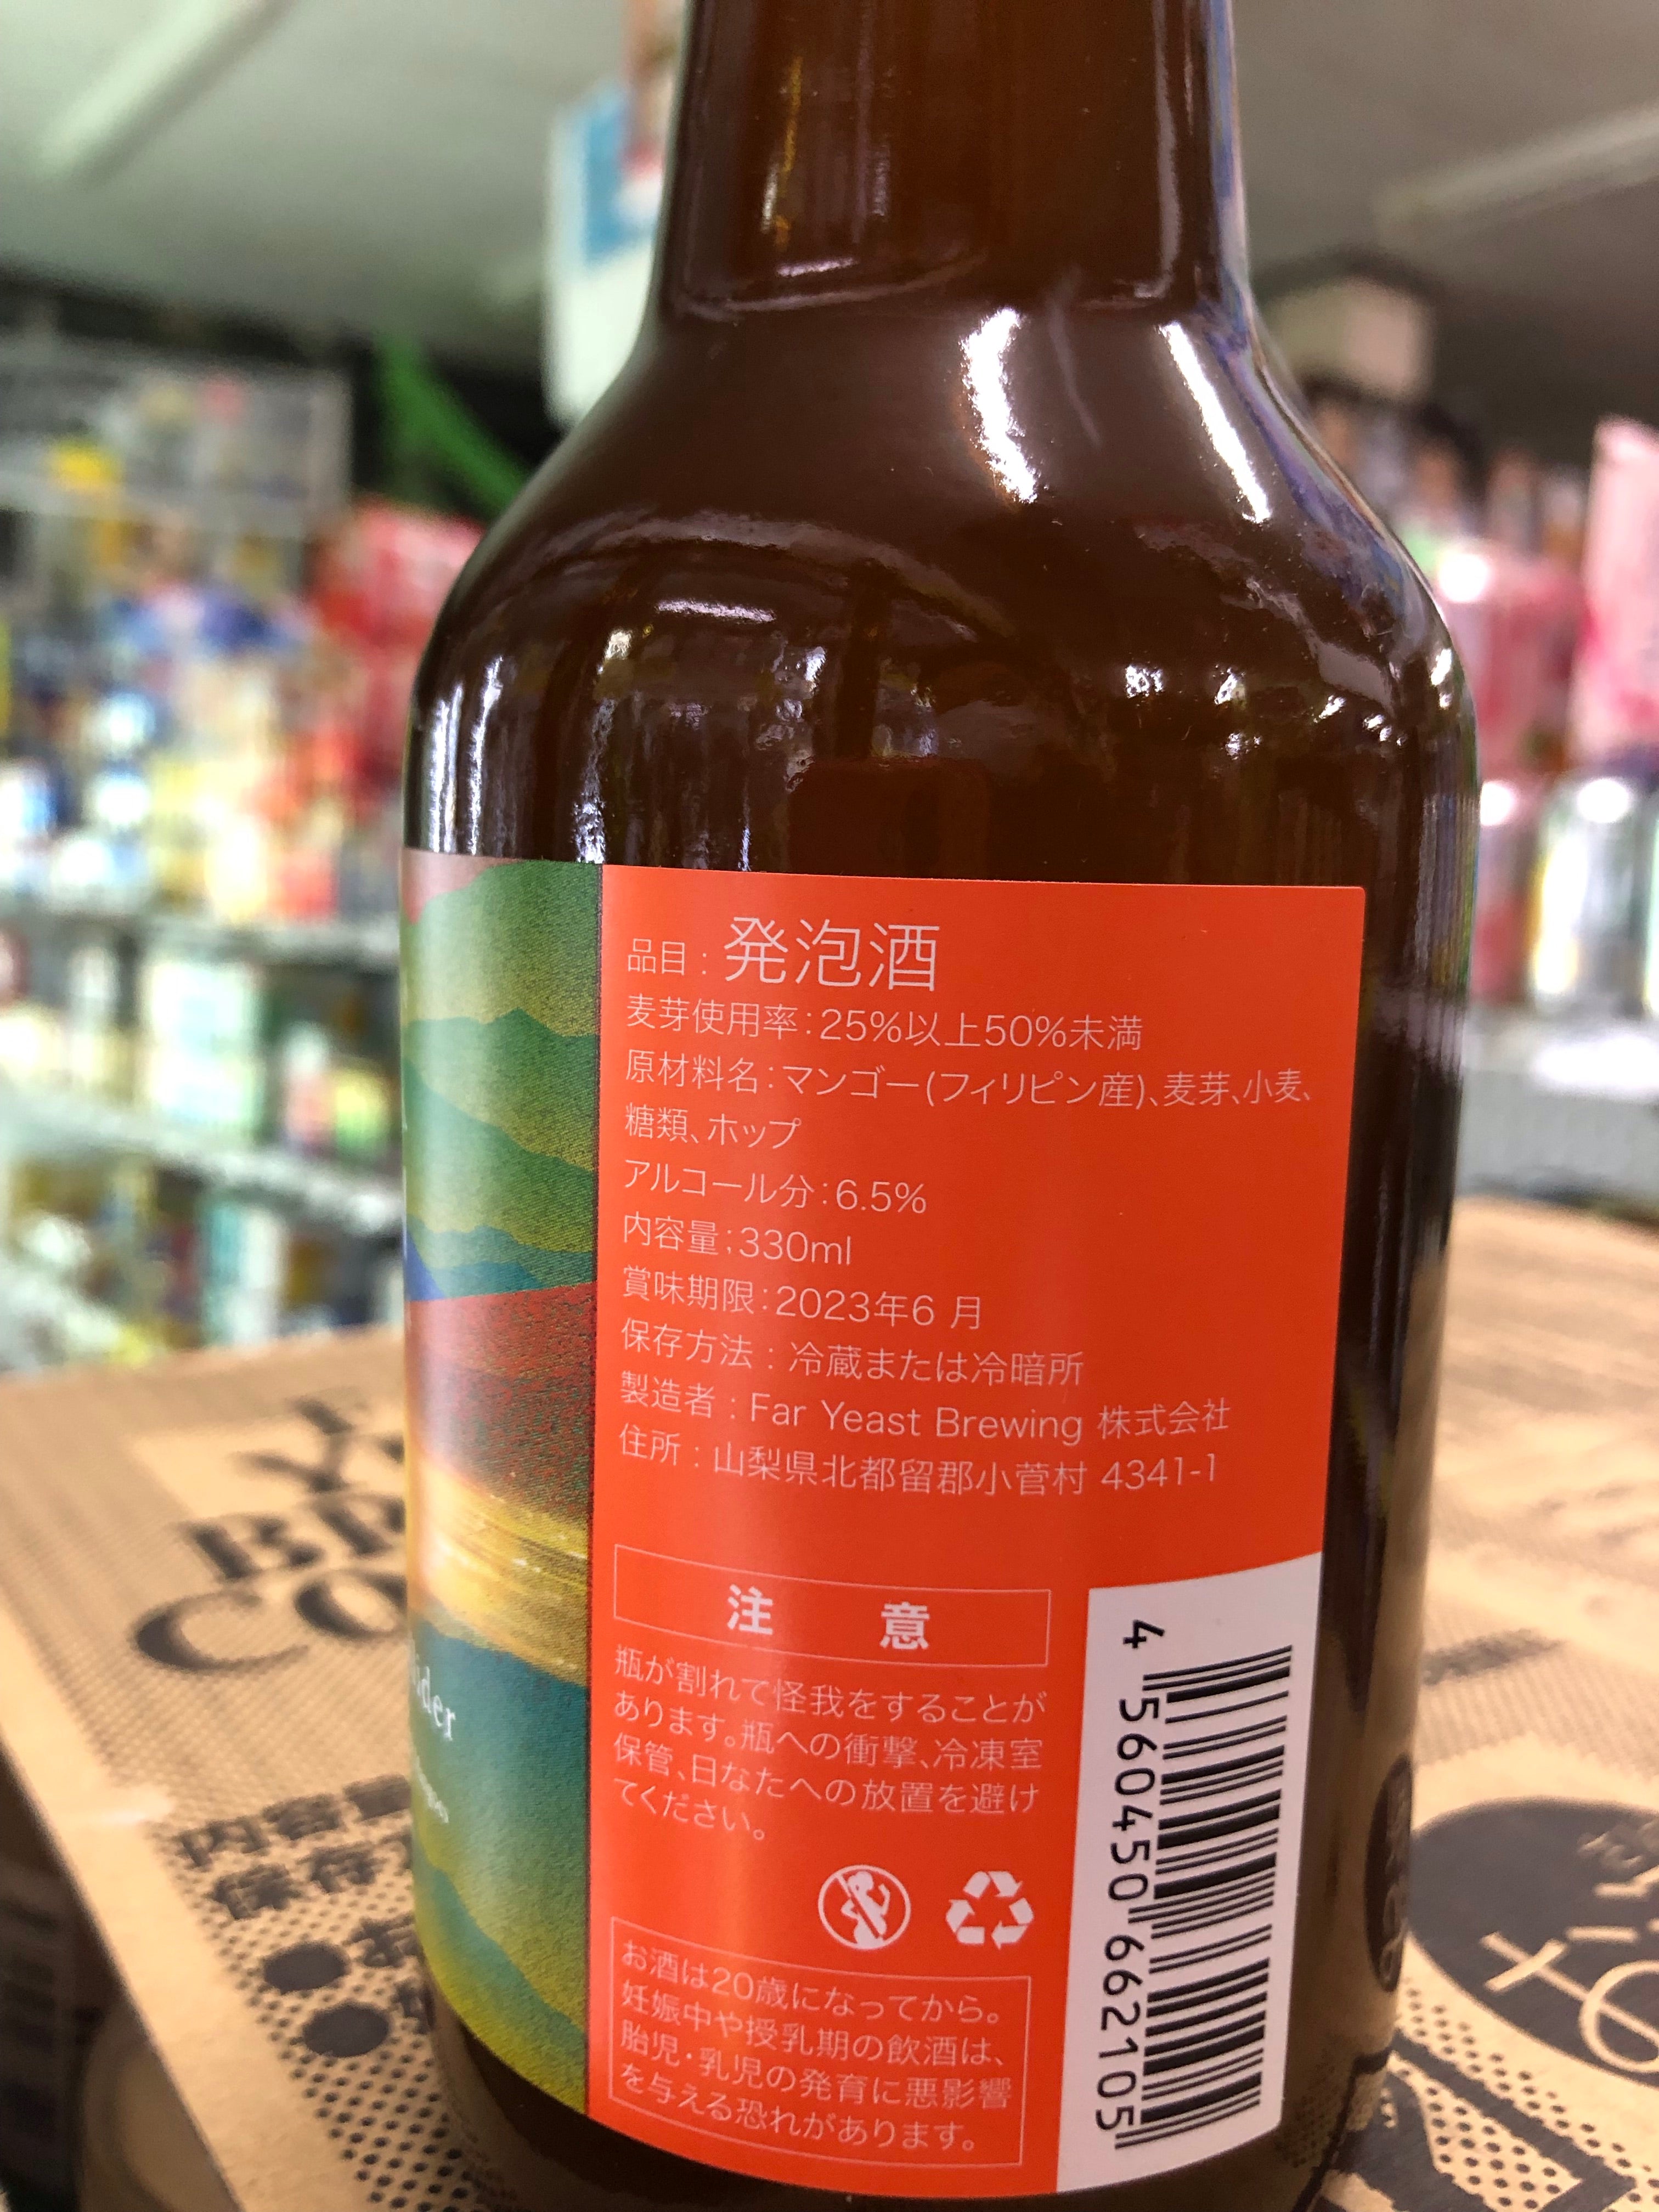 品目：発泡酒
麦芽使用率：25%以上50%未満
原材料名：マンゴー(フィリピン産)、麦芽、小麦、
糖類、ホップ
アルコール分：6.5%
内容量；330ml
賞味期限：2023年6 月
保存方法：冷蔵または冷暗所
製造者：Far Yeast Brewing 株式会社
住所：山梨県北都留郡小菅村 4341-1
注 意
瓶が割れて怪我をすることが
あります。瓶への衝撃、冷凍室
保管、日なたへの放置を避け
てください。
お酒は20歳になってから。
妊娠中や授乳期の飲酒は、
胎児・乳児の発育に悪影響
を与える恐れがあります。
4 560450 662105
内容量
保存